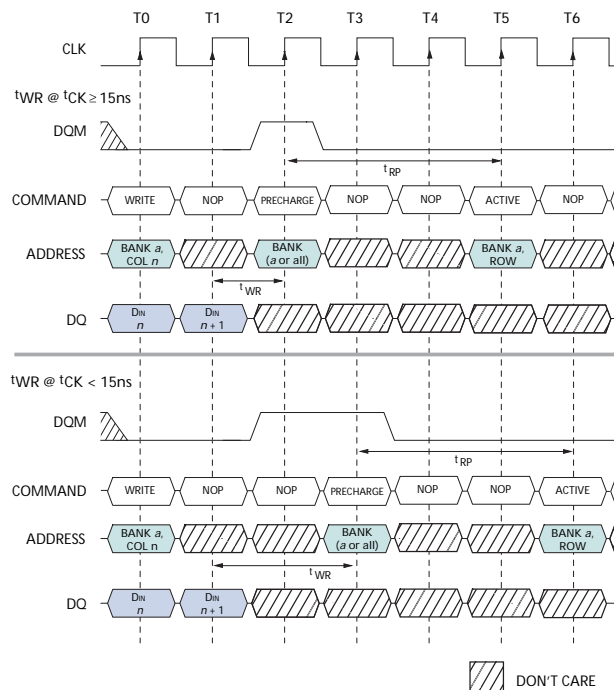 T0 T1 T2 T3 T4 T5 T6
CLK
tWR @ tCK ≥ 15ns
DQM
tRP
COMMAND WRITE NOP PRECHARGE NOP NOP ACTIVE NOP
ADDRESS BANK a, COL n BANK (a or all) BANK a, ROW
tWR
DQ DIN n DIN n + 1
tWR @ tCK < 15ns
DQM
tRP
COMMAND WRITE NOP NOP PRECHARGE NOP NOP ACTIVE
ADDRESS BANK a, COL n BANK (a or all) BANK a, ROW
tWR
DQ DIN n DIN n + 1
DON'T CARE